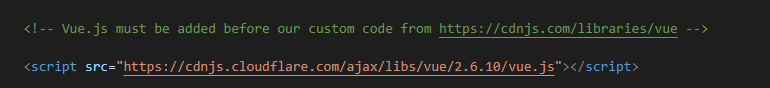 <!-- Vue.js must be added before our custom code from https://cdnjs.com/libraries/vue -->
<script src="https://cdnjs.cloudflare.com/ajax/libs/vue/2.6.10/vue.js"></script>